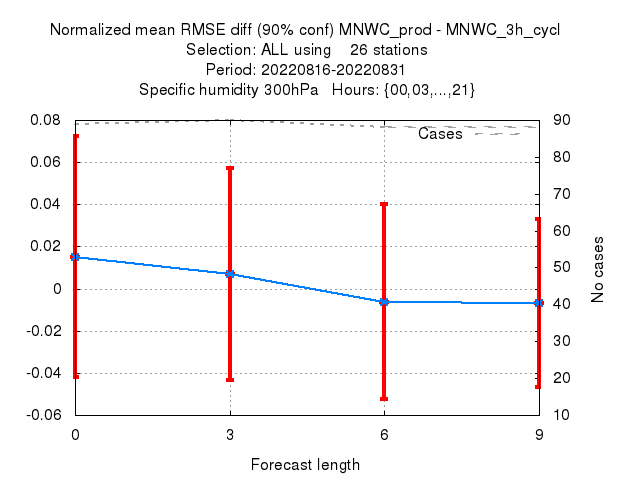 Normalized mean RMSE diff (90% conf) MNWC_prod - MNWC_3h_cycl
Selection: ALL using    26 stations
Period: 20220816-20220831
Specific humidity 300hPa   Hours: {00,03,...,21}
0.08
0.06
0.04
0.02
0
-0.02
-0.04
-0.06
Cases
90
80
70
60
50
40
30
20
10
No cases
0 3 6 9
Forecast length